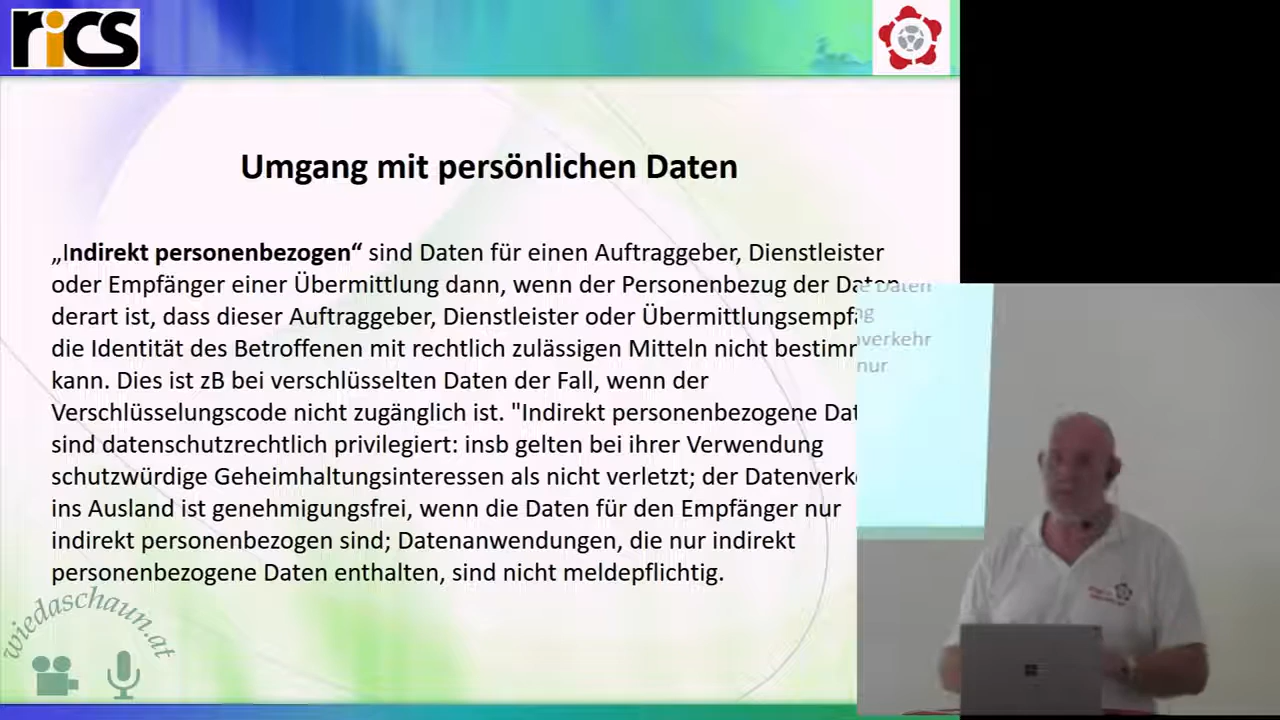 rics
Umgang mit persönlichen Daten
„Indirekt personenbezogen“ sind Daten für einen Auftraggeber, Dienstleister
oder Empfänger einer Übermittlung dann, wenn der Personenbezug der Daten
derart ist, dass dieser Auftraggeber, Dienstleister oder Übermittlungsempfä
die Identität des Betroffenen mit rechtlich zulässigen Mitteln nicht bestimm
kann. Dies ist zB bei verschlüsselten Daten der Fall, wenn der
Verschlüsselungscode nicht zugänglich ist. "Indirekt personenbezogene Dat
sind datenschutzrechtlich privilegiert: insb gelten bei ihrer Verwendung
schutzwürdige Geheimhaltungsinteressen als nicht verletzt; der Datenverke
ins Ausland ist genehmigungsfrei, wenn die Daten für den Empfänger nur
indirekt personenbezogen sind; Datenanwendungen, die nur indirekt
personenbezogene Daten enthalten, sind nicht meldepflichtig.
wiedaschaun.at
Daten
ng
verkehr
nur